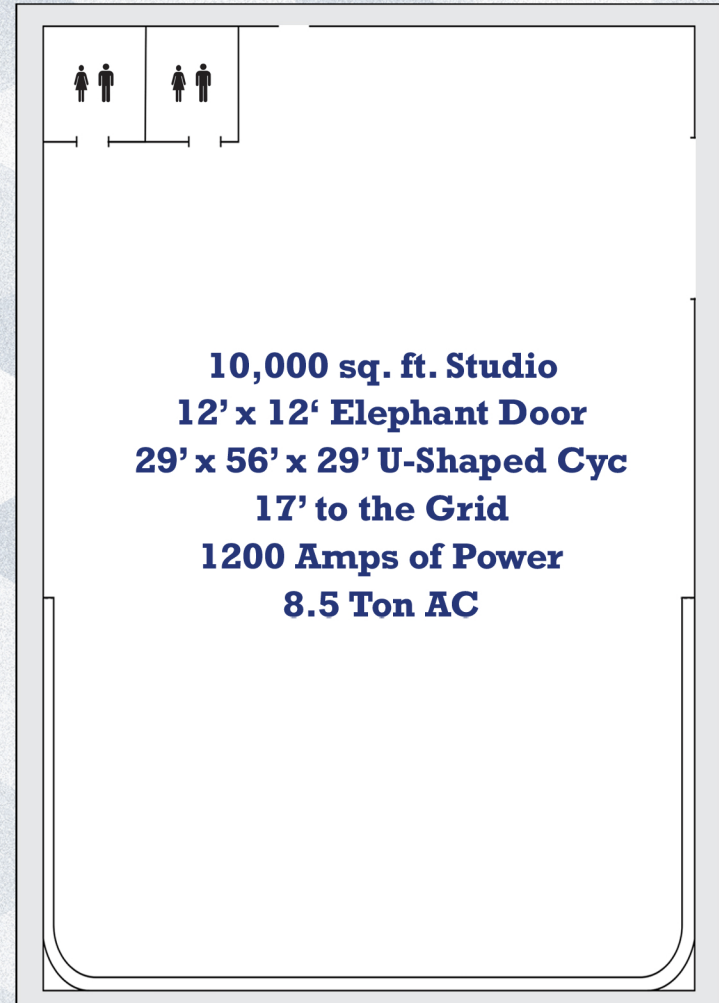 10,000 sq. ft. Studio
12’ x 12‘ Elephant Door
29’ x 56’ x 29’ U-Shaped Cyc
17’ to the Grid
1200 Amps of Power
8.5 Ton AC